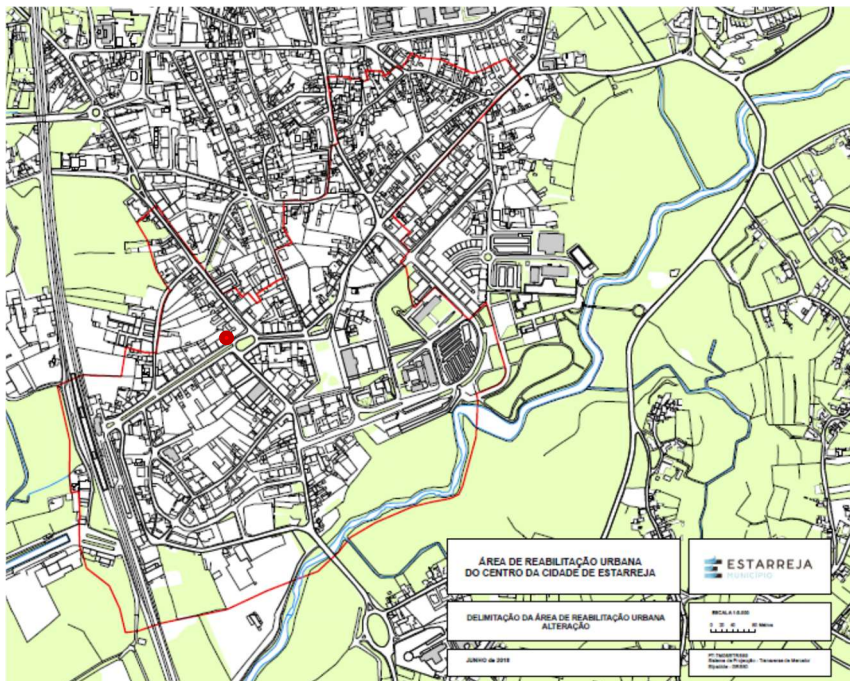 ÁREA DE REABILITAÇÃO URBANA
DO CENTRO DA CIDADE DE ESTARREJA
ESTARREJA
MUNICÍPIO
DELIMITAÇÃO DA ÁREA DE REABILITAÇÃO URBANA
ALTERAÇÃO
JUNHO de 2018